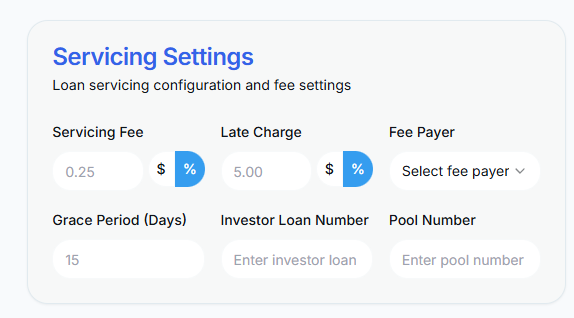 Servicing Settings
Loan servicing configuration and fee settings
Servicing Fee
Late Charge
Fee Payer
0.25
$
%
5.00
$
%
Select fee payer
Grace Period (Days)
Investor Loan Number
Pool Number
15
Enter investor loan
Enter pool number